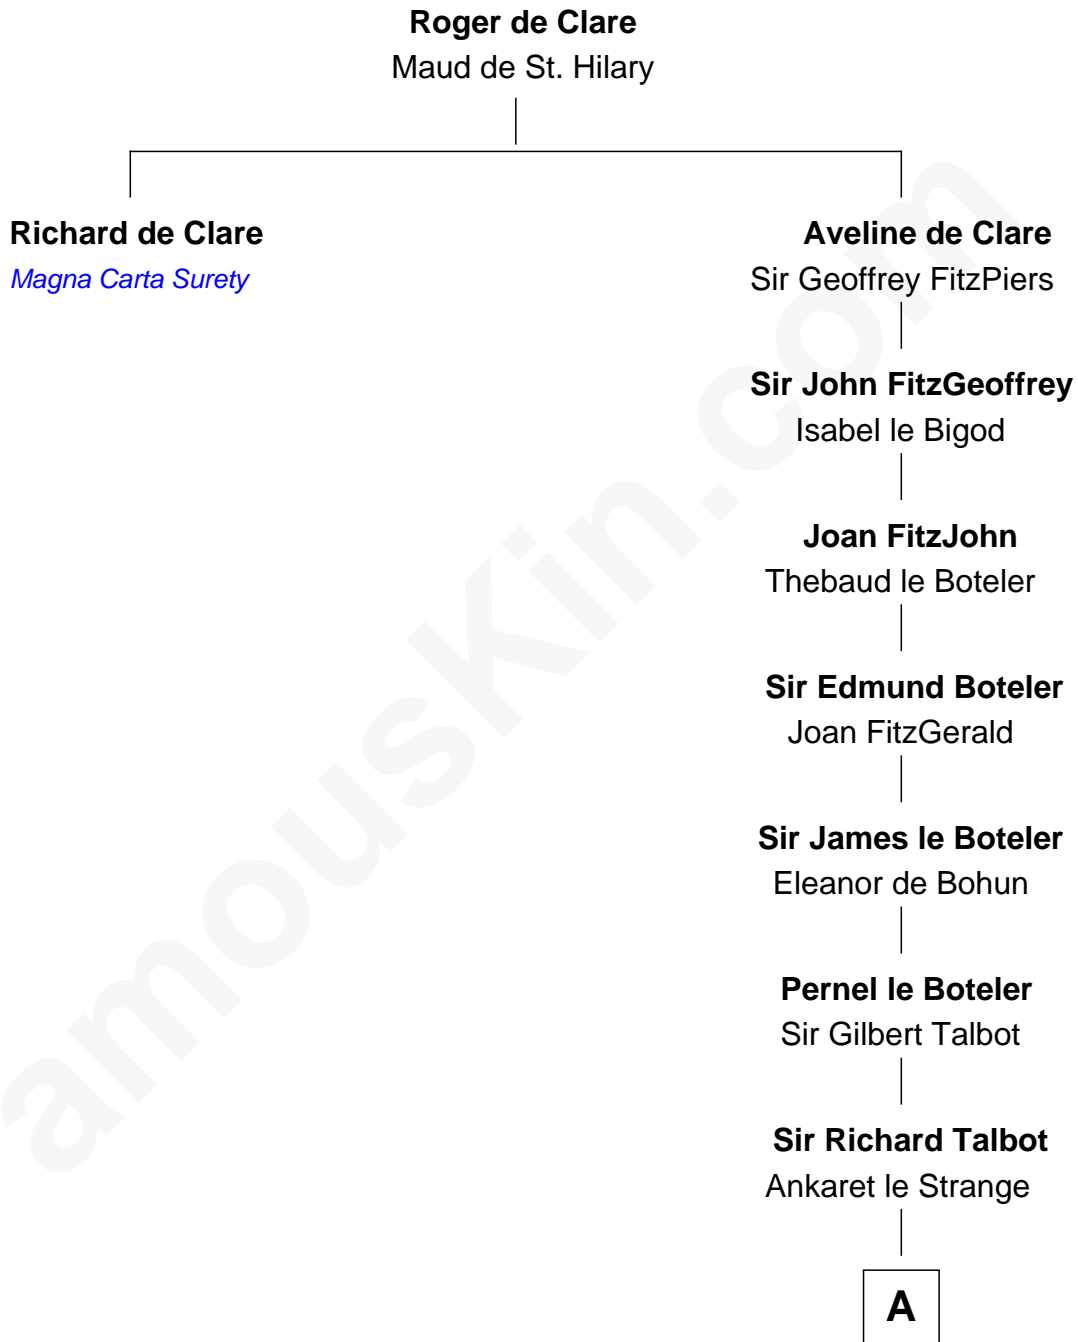 Roger de Clare
Maud de St. Hilary
Richard de Clare
Magna Carta Surety
Aveline de Clare
Sir Geoffrey FitzPiers
Sir John FitzGeoffrey
Isabel le Bigod
Joan FitzJohn
Thebaud le Boteler
Sir Edmund Boteler
Joan FitzGerald
Sir James le Boteler
Eleanor de Bohun
Pernel le Boteler
Sir Gilbert Talbot
Sir Richard Talbot
Ankaret le Strange
A
amouskin.com